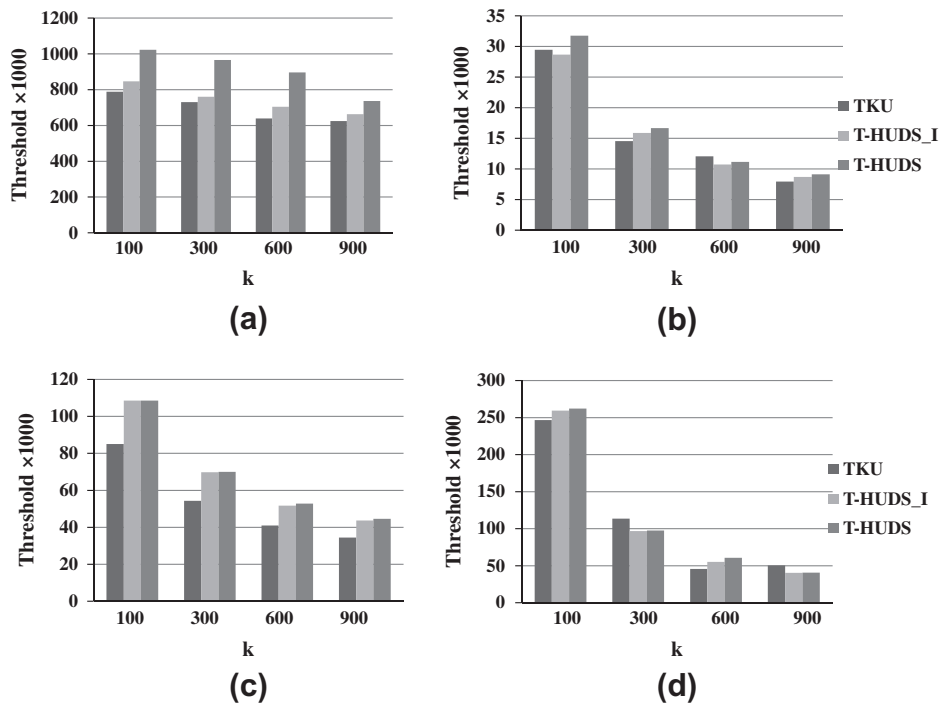 1200
1000
800
600
400
200
0
Threshold ×1000
100 300 600 900
k
(a)
35
30
25
20
15
10
5
0
Threshold ×1000
100 300 600 900
k
(b)
TKU
T-HUDS_I
T-HUDS
120
100
80
60
40
20
0
Threshold ×1000
100 300 600 900
k
(c)
300
250
200
150
100
50
0
Threshold ×1000
100 300 600 900
k
(d)
TKU
T-HUDS_I
T-HUDS